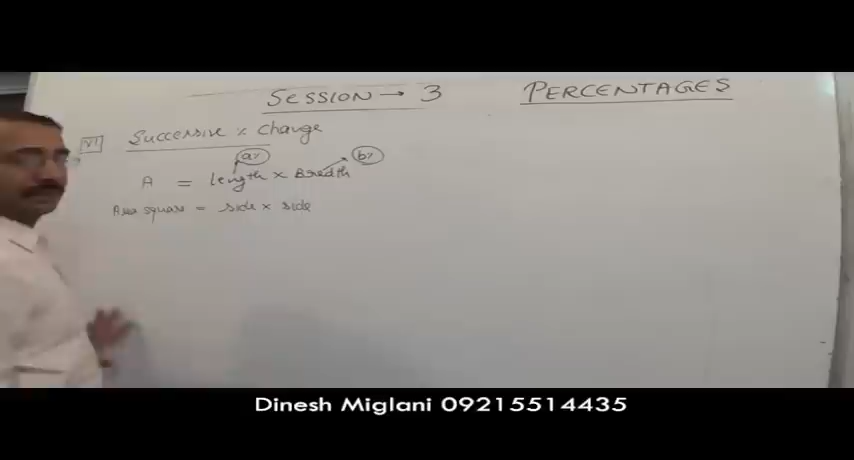 SESSION → 3
PERCENTAGES
VI Successive % change
a% b%
A = length × Breadth
Area square = side × side
Dinesh Miglani 09215514435